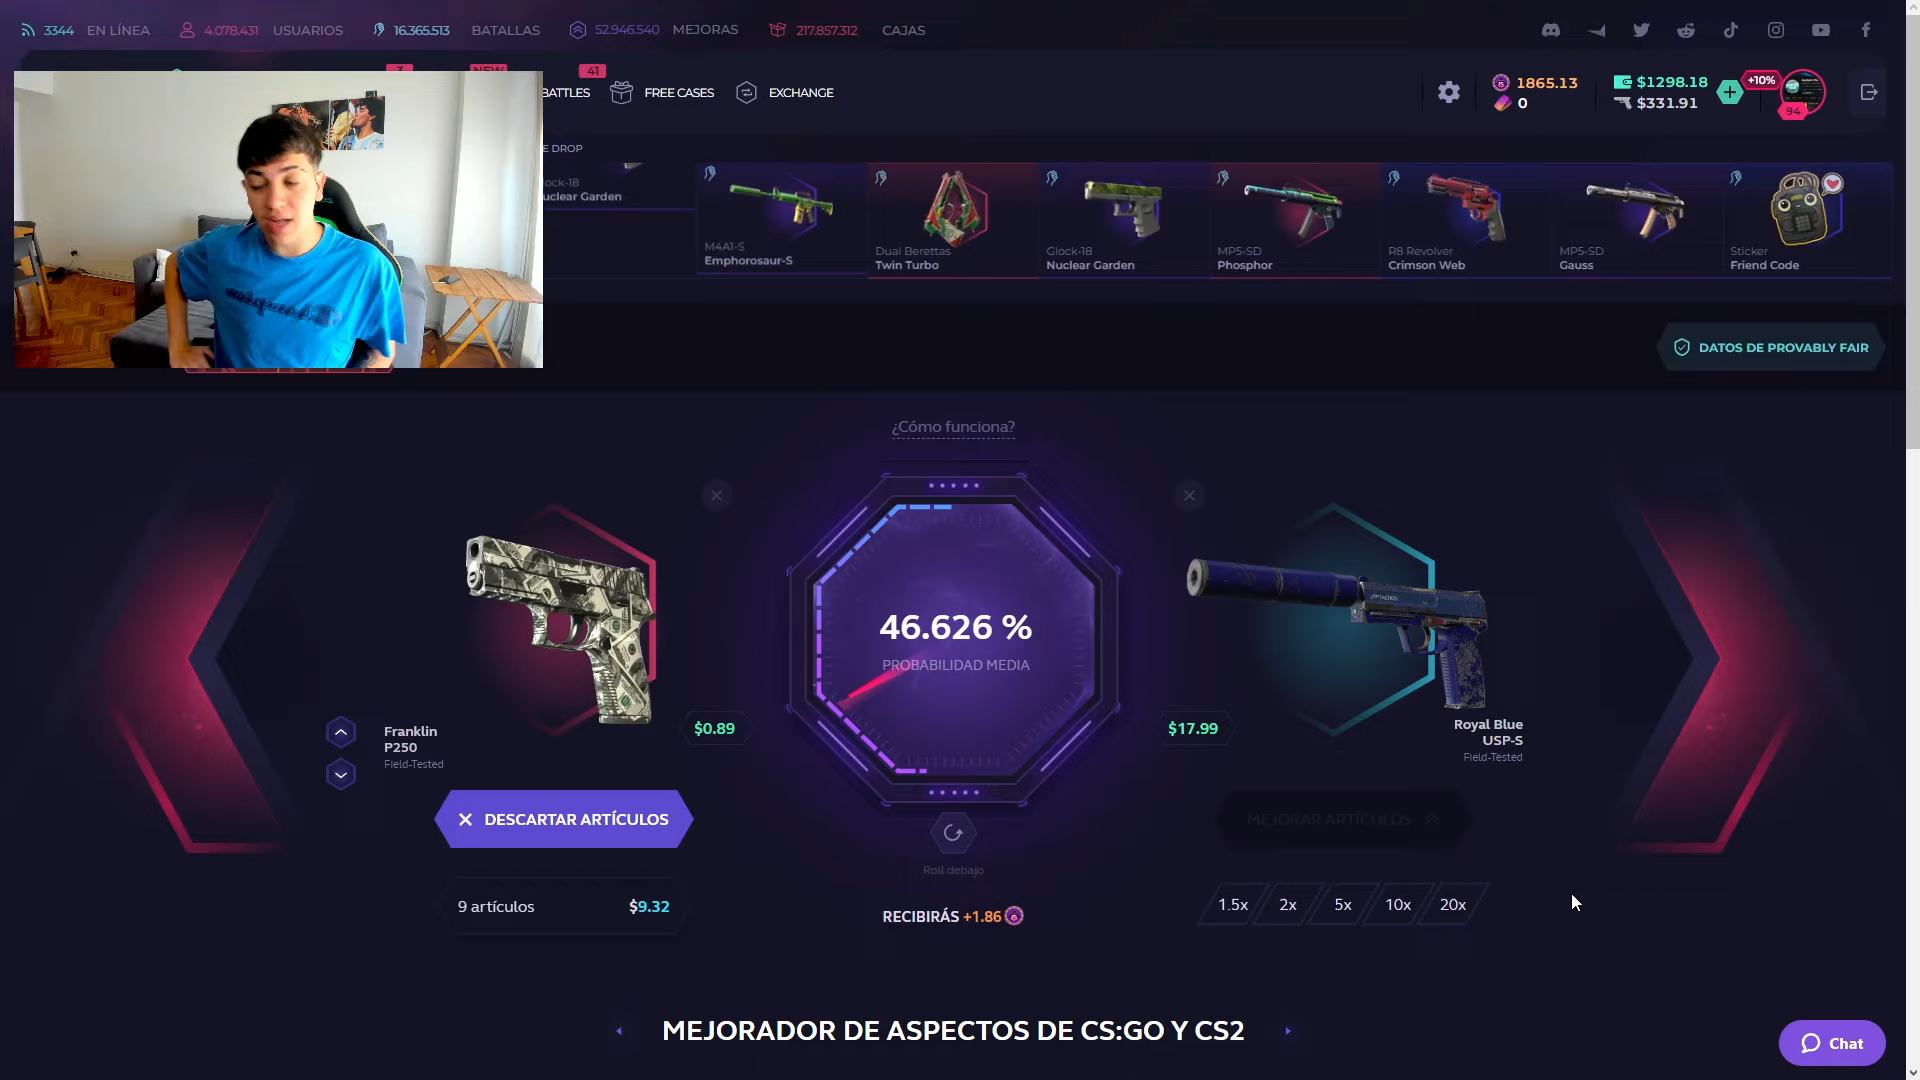 3344 EN LÍNEA 4.078.431 USUARIOS 16.365.513 BATALLAS 52.946.540 MEJORAS 217.857.312 CAJAS
3 NEW 41
BATTLES FREE CASES EXCHANGE
1865.13
0
$1298.18
$331.91
+10%
94
E DROP
ock-18
uclear Garden
M4A1-S
Emphorosaur-S
Dual Berettas
Twin Turbo
Glock-18
Nuclear Garden
MP5-SD
Phosphor
R8 Revolver
Crimson Web
MP5-SD
Gauss
Sticker
Friend Code
DATOS DE PROVABLY FAIR
¿Cómo funciona?
46.626 %
PROBABILIDAD MEDIA
Franklin
P250
Field-Tested
$0.89
$17.99
Royal Blue
USP-S
Field-Tested
DESCARTAR ARTÍCULOS
MEJORAR ARTÍCULOS
Roll debajo
9 artículos $9.32
RECIBIRÁS +1.86
1.5x 2x 5x 10x 20x
MEJORADOR DE ASPECTOS DE CS:GO Y CS2
Chat